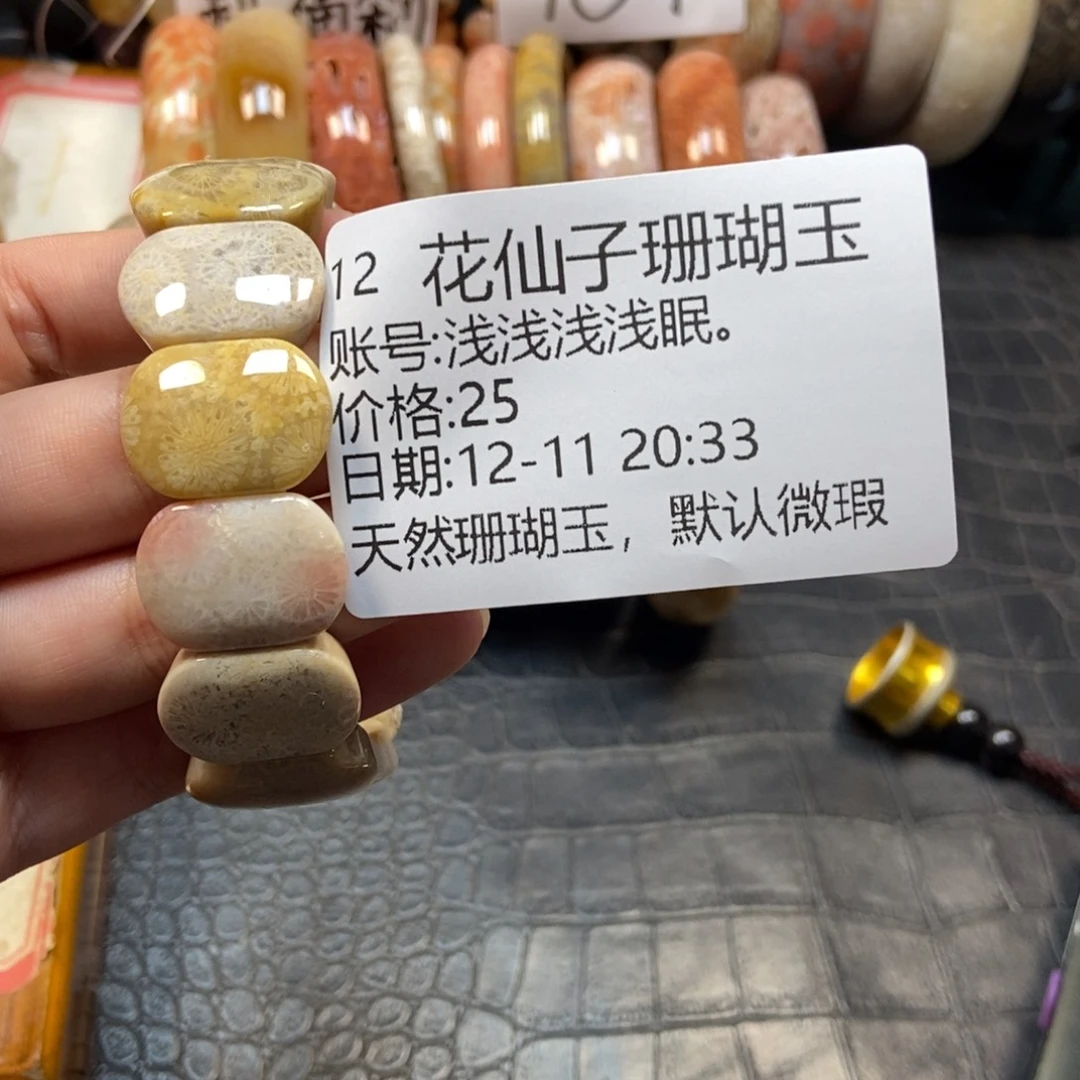 12 花仙子珊瑚玉
账号:浅浅浅浅眠。
价格:25
日期:12-11 20:33
天然珊瑚玉，默认微瑕